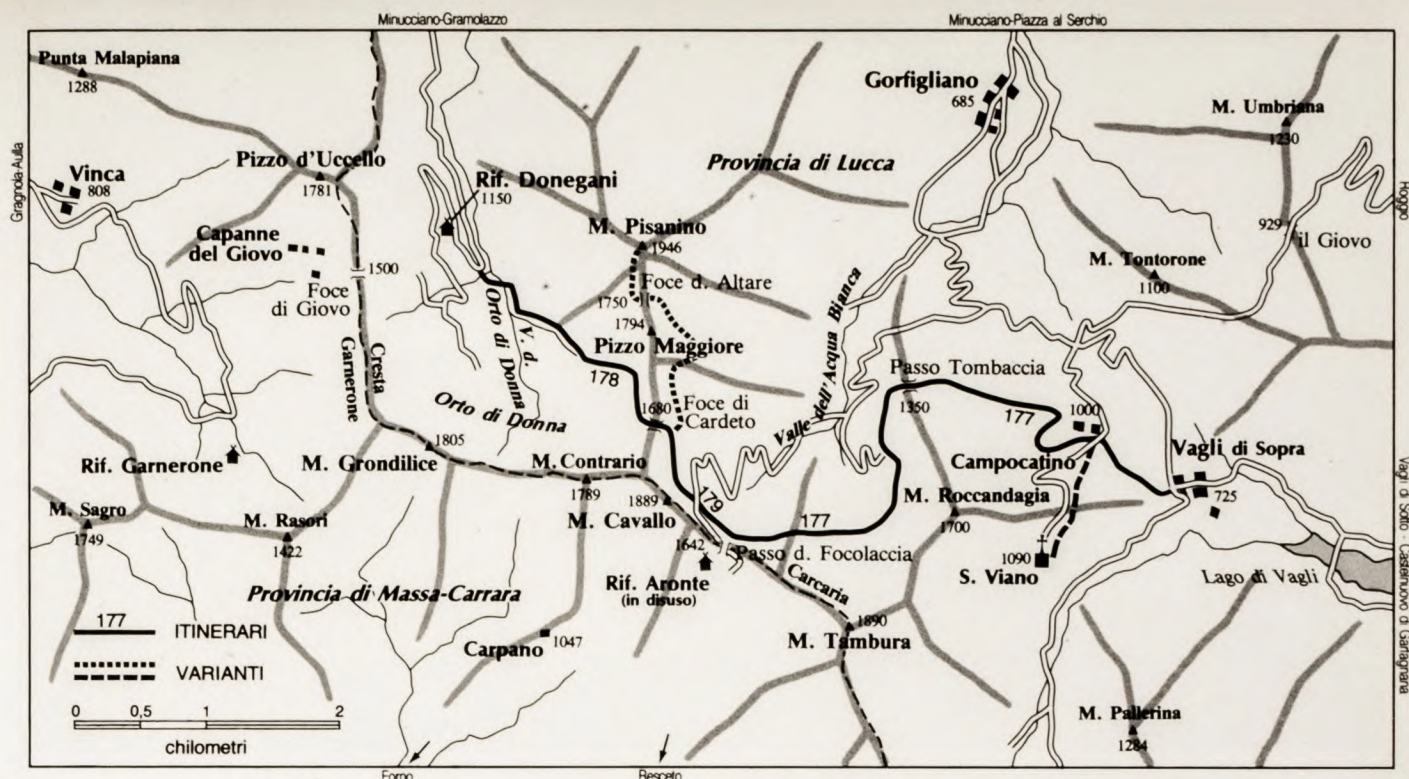 Minucciano-Gramolazzo
Minucciano-Piazza al Serchio
Punta Malapiana
1288
Gorfigliano
685
M. Umbriana
1230
Gragnola-Aulla
Vinca
808
Pizzo d'Uccello
1781
Rif. Donegani
1150
Provincia di Lucca
Roggio
M. Pisanino
1946
929
il Giovo
Capanne
del Giovo
1500
Foce
di Giovo
Foce d. Altare
1750
M. Tontorone
1100
1794
Pizzo Maggiore
V. d.
Orto di Donna
178
Valle dell'Acqua Bianca
Cresta
Garnerone
Passo Tombaccia
1350
Orto di Donna
1680
Foce di
Cardeto
177
1000
1805
Rif. Garnerone
M. Grondilice
M. Contrario
1789
Campocatino
Vagli di Sopra
725
M. Sagro
1749
M. Rasori
1422
1889
M. Cavallo
179
177
M. Roccandagia
1700
1642
Passo d. Focolaccia
1090
S. Viano
Vagli di Sotto - Castelnuovo di Garfagnana
Rif. Aronte
(in disuso)
Carcaria
Lago di Vagli
Provincia di Massa-Carrara
1890
M. Tambura
Carpano
1047
177
ITINERARI
VARIANTI
0 0,5 1 2
chilometri
M. Pallerina
1284
Forno
Resceto